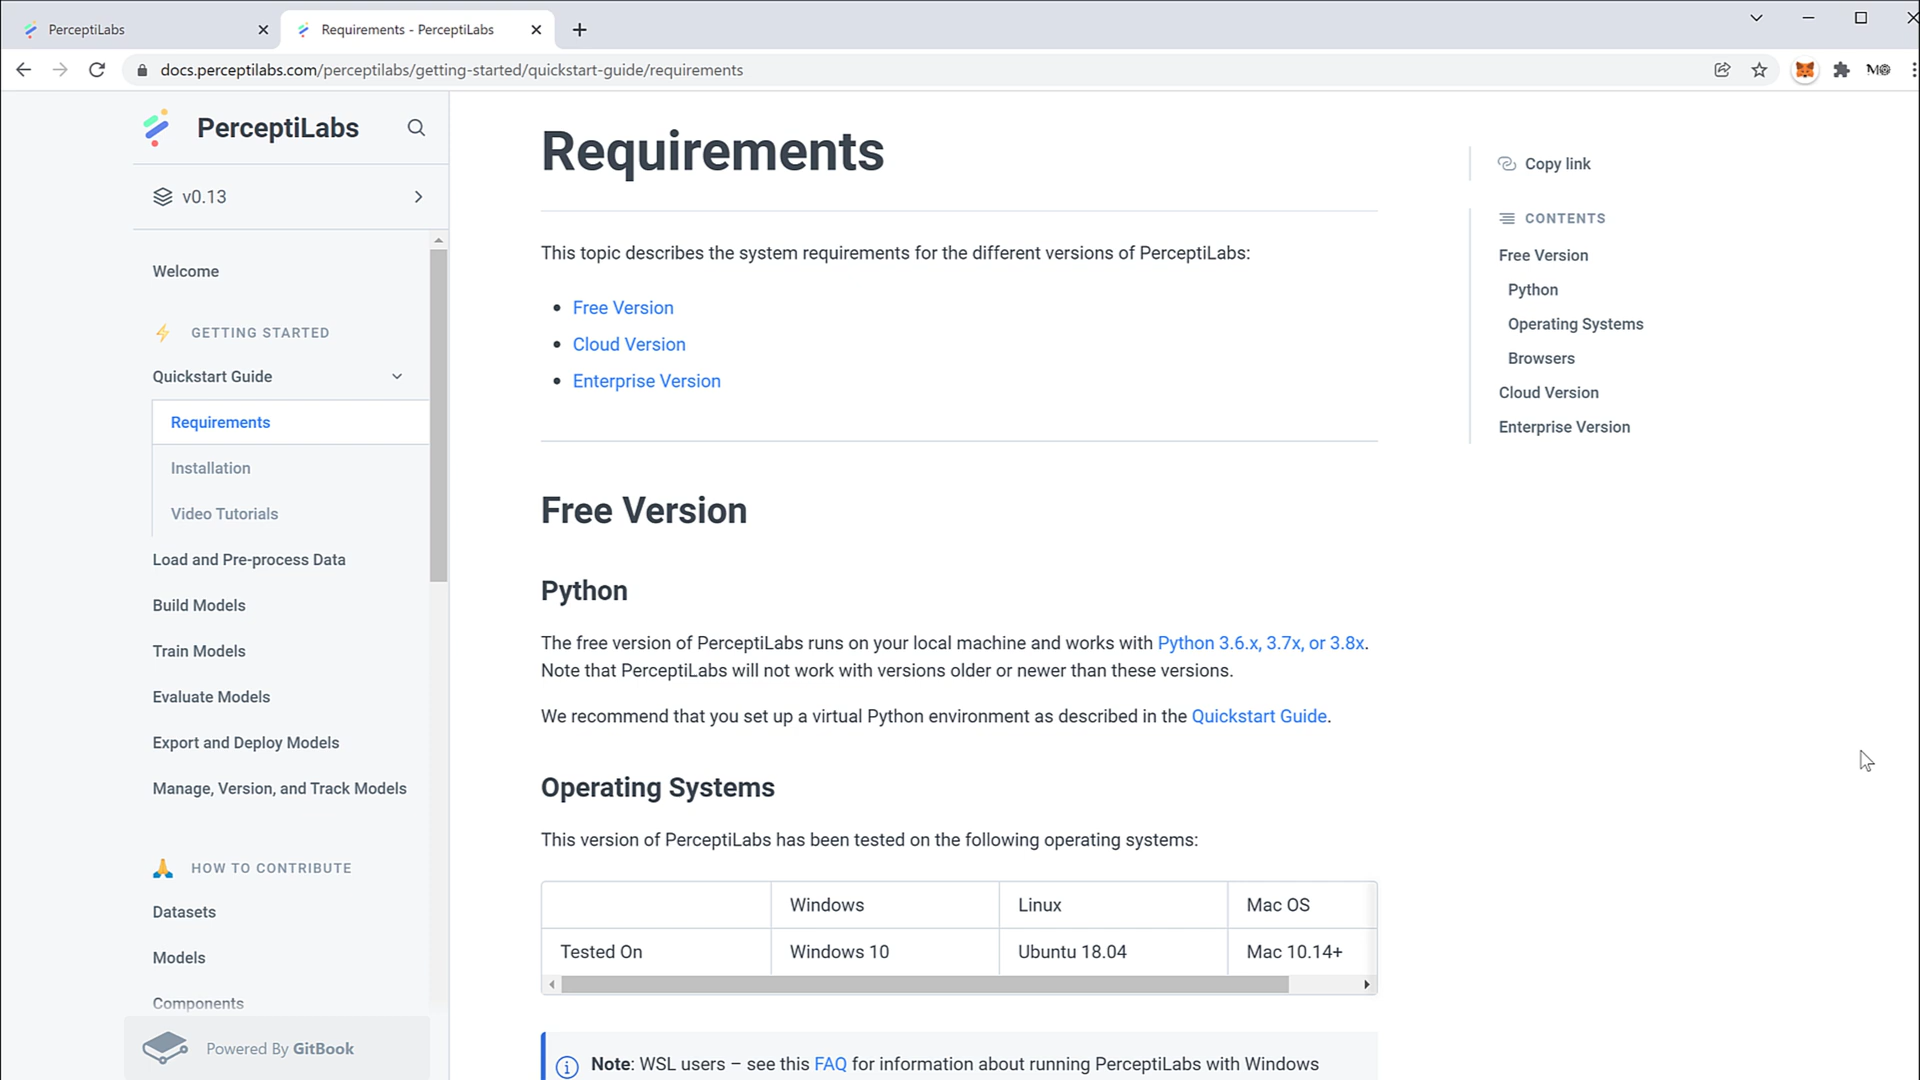 PerceptiLabs
Requirements - PerceptiLabs
docs.perceptilabs.com/perceptilabs/getting-started/quickstart-guide/requirements
PerceptiLabs
v0.13
Welcome
GETTING STARTED
Quickstart Guide
Requirements
Installation
Video Tutorials
Load and Pre-process Data
Build Models
Train Models
Evaluate Models
Export and Deploy Models
Manage, Version, and Track Models
HOW TO CONTRIBUTE
Datasets
Models
Components
Powered By GitBook
Requirements
This topic describes the system requirements for the different versions of PerceptiLabs:
• Free Version
• Cloud Version
• Enterprise Version
Free Version
Python
The free version of PerceptiLabs runs on your local machine and works with Python 3.6.x, 3.7x, or 3.8x.
Note that PerceptiLabs will not work with versions older or newer than these versions.
We recommend that you set up a virtual Python environment as described in the Quickstart Guide.
Operating Systems
This version of PerceptiLabs has been tested on the following operating systems:
Windows Linux Mac OS
Tested On Windows 10 Ubuntu 18.04 Mac 10.14+
Note: WSL users – see this FAQ for information about running PerceptiLabs with Windows
Copy link
CONTENTS
Free Version
Python
Operating Systems
Browsers
Cloud Version
Enterprise Version